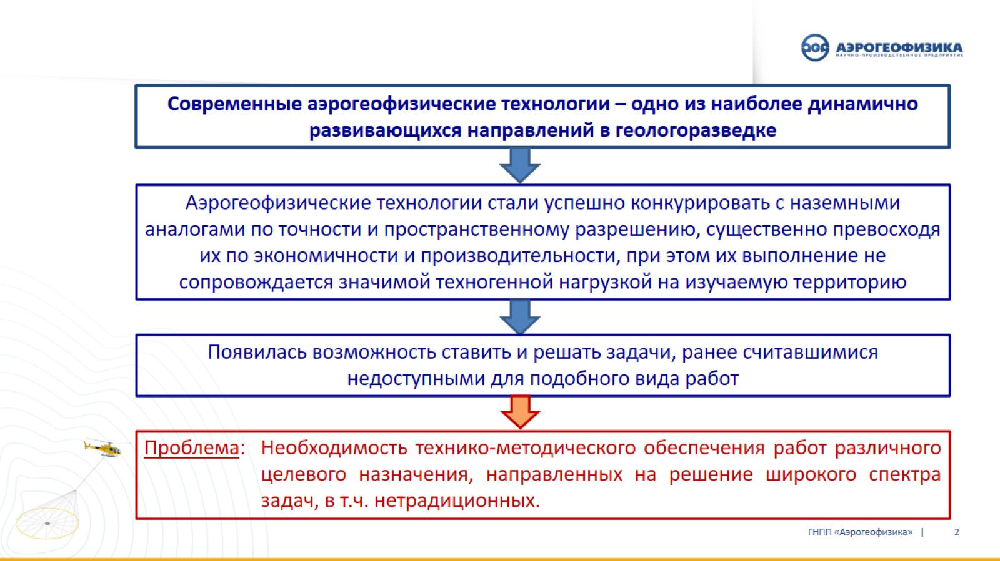 AGP АЭРОГЕОФИЗИКА
НАУЧНО-ПРОИЗВОДСТВЕННОЕ ПРЕДПРИЯТИЕ
Современные аэрогеофизические технологии – одно из наиболее динамично
развивающихся направлений в геологоразведке
Аэрогеофизические технологии стали успешно конкурировать с наземными
аналогами по точности и пространственному разрешению, существенно превосходя
их по экономичности и производительности, при этом их выполнение не
сопровождается значимой техногенной нагрузкой на изучаемую территорию
Появилась возможность ставить и решать задачи, ранее считавшимися
недоступными для подобного вида работ
Проблема: Необходимость технико-методического обеспечения работ различного
целевого назначения, направленных на решение широкого спектра
задач, в т.ч. нетрадиционных.
ГНПП «Аэрогеофизика» | 2